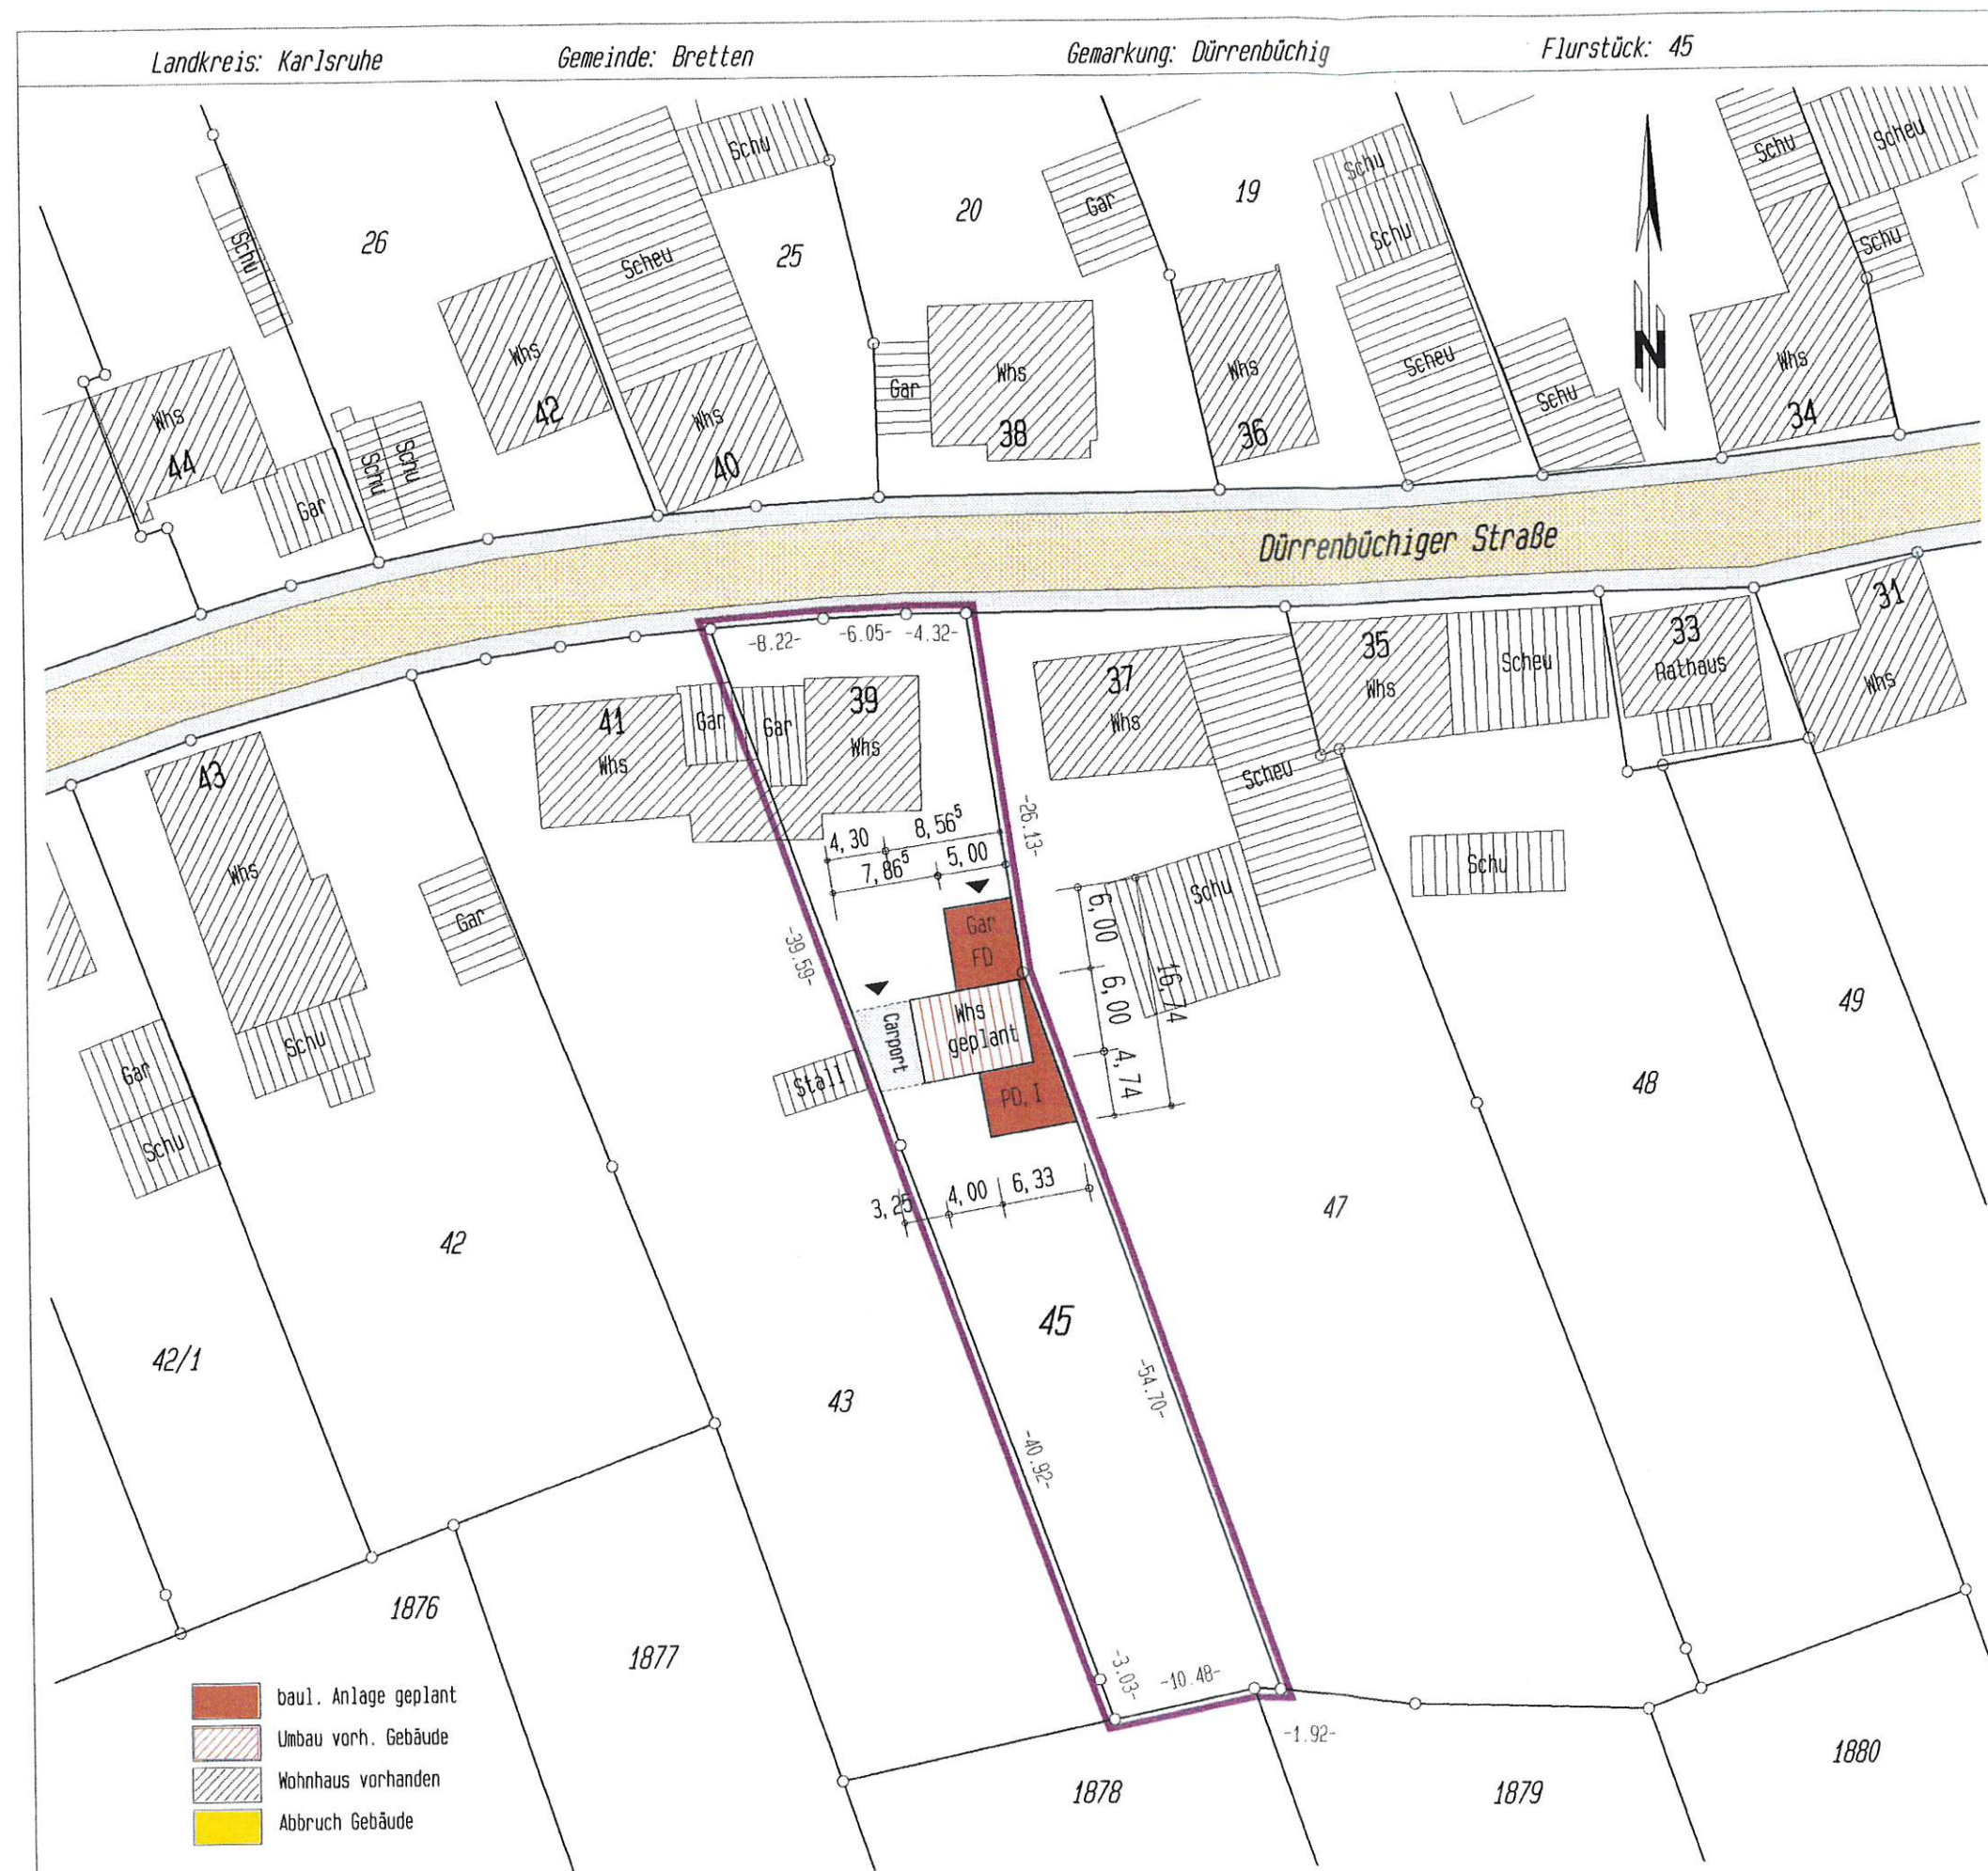 Landkreis: Karlsruhe
Gemeinde: Bretten
Gemarkung: Dürrenbüchig
Flurstück: 45
Schu
Schu
Schu
Schu
Scheu
26
Schu
25
20
Gar
19
Schu
Schu
Scheu
N
Whs
44
Gar
Schu
Schu
Whs
42
Scheu
Whs
40
Gar
Whs
38
Whs
36
Scheu
Schu
Whs
34
Dürrenbüchiger Straße
-8.22-
-6.05-
-4.32-
43
Whs
41
Whs
Gar
Gar
39
Whs
37
Whs
Scheu
35
Whs
Scheu
33
Rathaus
31
Whs
4,30
8,56⁵
7,86⁵
5,00
-26.13-
-39.59-
Gar
Gar
FD
6,00
6,00
4,74
16,74
Schu
Schu
Schu
Gar
Schu
Stall
Carport
Whs
geplant
PD, I
3,25
4,00
6,33
49
48
47
42
45
42/1
43
-54.70-
-40.92-
1876
1877
-3.03-
-10.48-
-1.92-
1878
1879
1880
baul. Anlage geplant
Umbau vorh. Gebäude
Wohnhaus vorhanden
Abbruch Gebäude